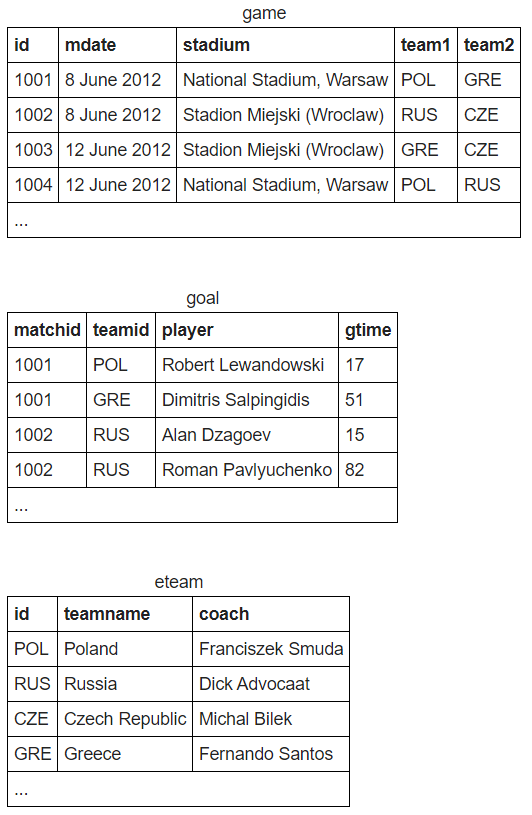 game
id mdate stadium team1 team2
1001 8 June 2012 National Stadium, Warsaw POL GRE
1002 8 June 2012 Stadion Miejski (Wroclaw) RUS CZE
1003 12 June 2012 Stadion Miejski (Wroclaw) GRE CZE
1004 12 June 2012 National Stadium, Warsaw POL RUS
...
goal
matchid teamid player gtime
1001 POL Robert Lewandowski 17
1001 GRE Dimitris Salpingidis 51
1002 RUS Alan Dzagoev 15
1002 RUS Roman Pavlyuchenko 82
...
eteam
id teamname coach
POL Poland Franciszek Smuda
RUS Russia Dick Advocaat
CZE Czech Republic Michal Bilek
GRE Greece Fernando Santos
...